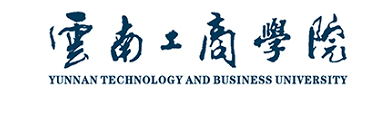 雲南工商學院
YUNNAN TECHNOLOGY AND BUSINESS UNIVERSITY